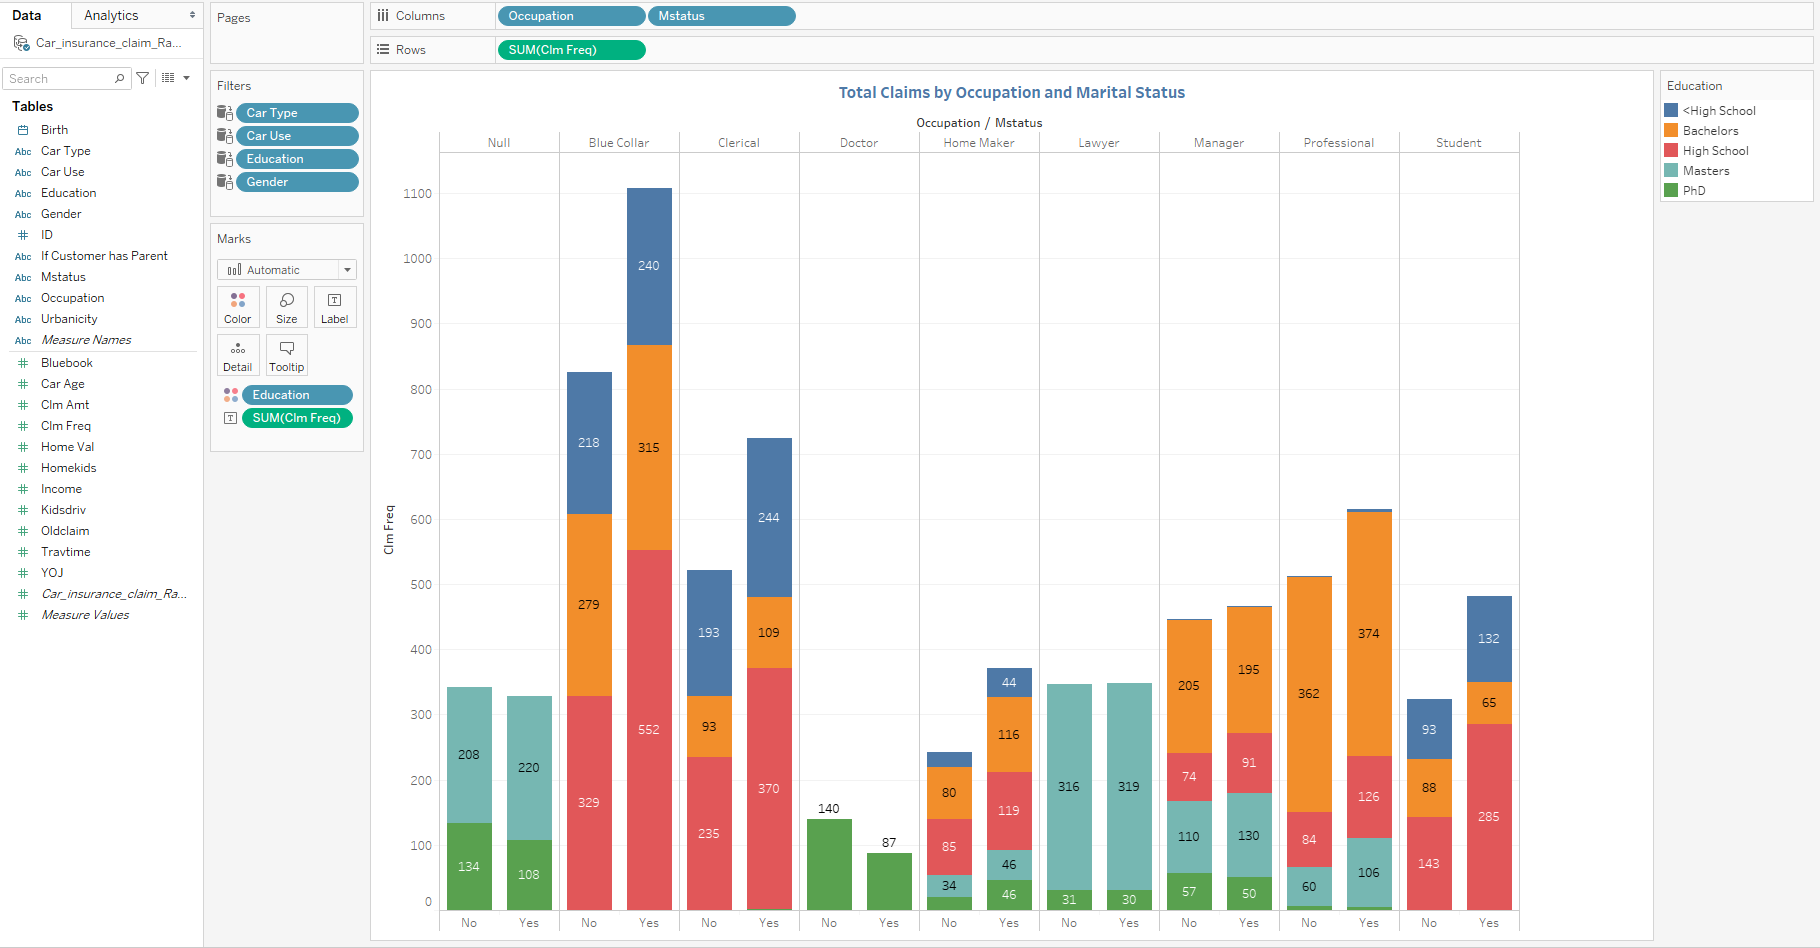 Data
Analytics
Car_insurance_claim_Ra...
Search
Tables
Birth
Abc Car Type
Abc Car Use
Abc Education
Abc Gender
ID
Abc If Customer has Parent
Abc Mstatus
Abc Occupation
Abc Urbanicity
Abc Measure Names
Bluebook
Car Age
Clm Amt
Clm Freq
Home Val
Homekids
Income
Kidsdriv
Oldclaim
Travtime
YOJ
Car_insurance_claim_Ra...
Measure Values
Pages
Filters
Car Type
Car Use
Education
Gender
Marks
Automatic
Color Size Label
Detail Tooltip
Education
SUM(Clm Freq)
Columns Occupation Mstatus
Rows SUM(Clm Freq)
Total Claims by Occupation and Marital Status
Occupation / Mstatus
Null Blue Collar Clerical Doctor Home Maker Lawyer Manager Professional Student
Clm Freq
1100
1000
900
800
700
600
500
400
300
200
100
0
208
134
220
108
218
279
329
240
315
552
193
93
235
244
109
370
140
87
80
85
34
44
116
119
46
46
316
31
319
30
205
74
110
57
195
91
130
50
362
84
60
374
126
106
93
88
143
132
65
285
No Yes No Yes No Yes No Yes No Yes No Yes No Yes No Yes No Yes
Education
<High School
Bachelors
High School
Masters
PhD